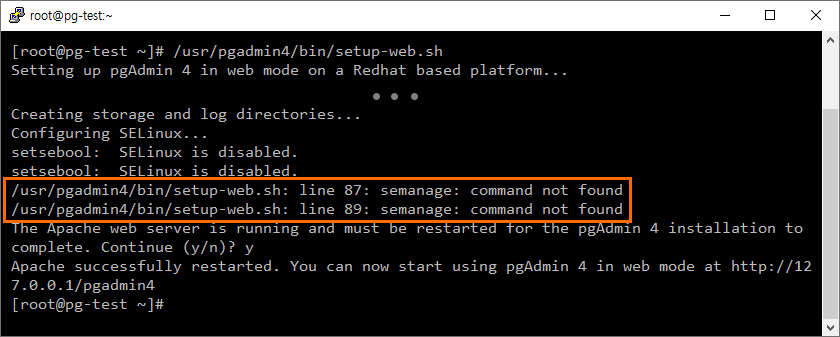 root@pg-test:~
[root@pg-test ~]# /usr/pgadmin4/bin/setup-web.sh
Setting up pgAdmin 4 in web mode on a Redhat based platform...
● ● ●
Creating storage and log directories...
Configuring SELinux...
setsebool:  SELinux is disabled.
setsebool:  SELinux is disabled.
/usr/pgadmin4/bin/setup-web.sh: line 87: semanage: command not found
/usr/pgadmin4/bin/setup-web.sh: line 89: semanage: command not found
The Apache web server is running and must be restarted for the pgAdmin 4 installation to
complete. Continue (y/n)? y
Apache successfully restarted. You can now start using pgAdmin 4 in web mode at http://12
7.0.0.1/pgadmin4
[root@pg-test ~]#